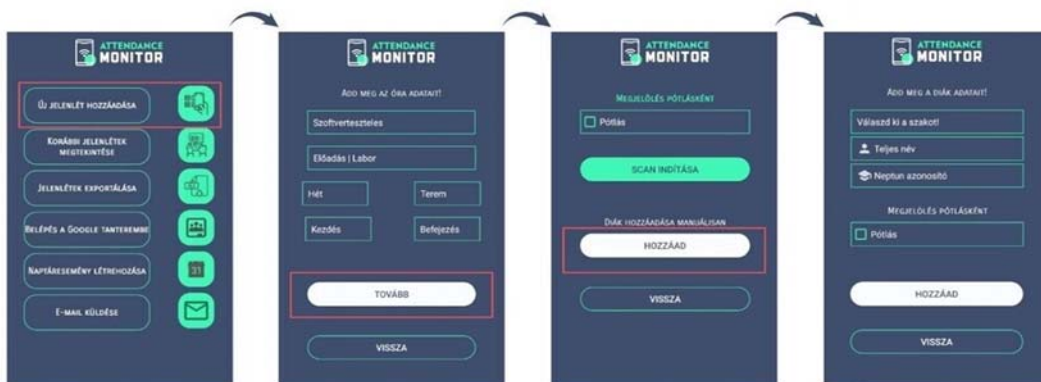 ATTENDANCE
MONITOR
ÚJ JELENLÉT HOZZÁADÁSA
KORÁBBI JELENLÉTEK
MEGTEKINTÉSE
JELENLÉTEK EXPORTÁLÁSA
BELÉPÉS A GOOGLE TANTEREMBE
NAPTÁRESEMÉNY LÉTREHOZÁSA
31
E-MAIL KÜLDÉSE
ATTENDANCE
MONITOR
ADD MEG AZ ÓRA ADATAIT!
Szoftverteszteles
Előadás | Labor
Hét
Terem
Kezdés
Befejezés
TOVÁBB
VISSZA
ATTENDANCE
MONITOR
MEGJELÖLÉS PÓTLÁSKÉNT
Pótlás
SCAN INDÍTÁSA
DIÁK HOZZÁADÁSA MANUÁLISAN
HOZZÁAD
VISSZA
ATTENDANCE
MONITOR
ADD MEG A DIÁK ADATAIT!
Válaszd ki a szakot!
Teljes név
Neptun azonosító
MEGJELÖLÉS PÓTLÁSKÉNT
Pótlás
HOZZÁAD
VISSZA